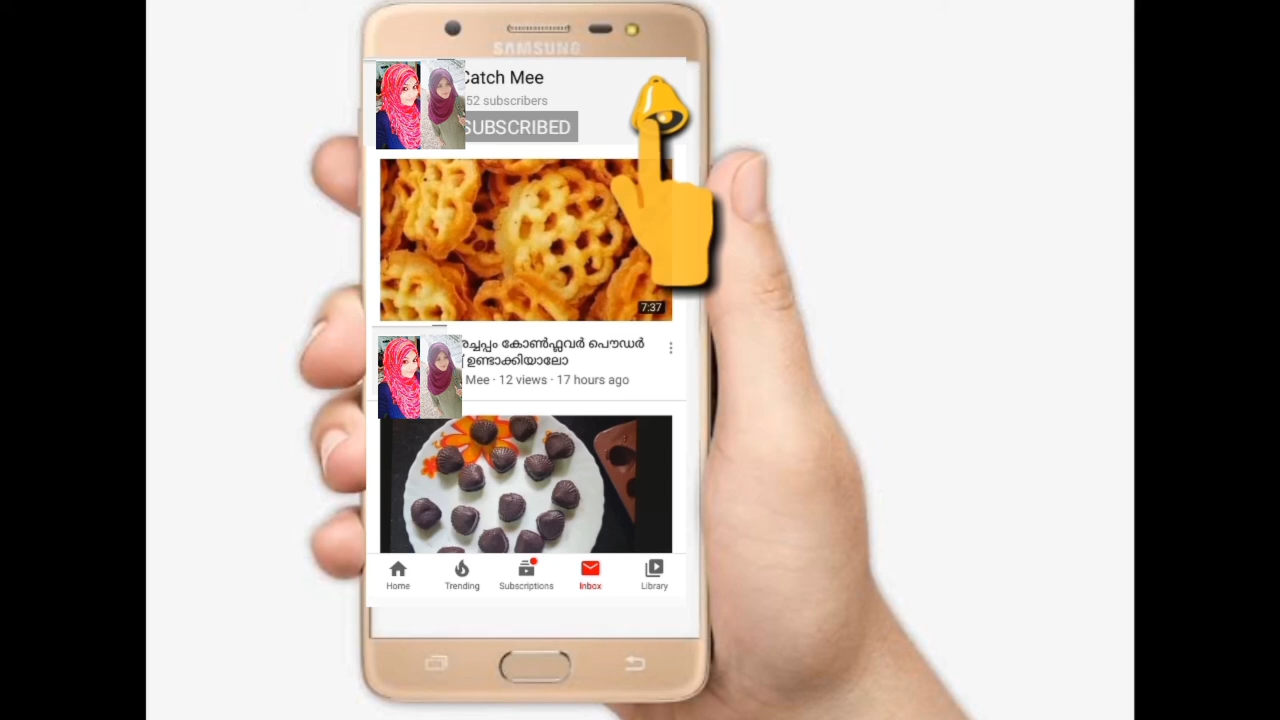 SAMSUNG
Catch Mee
52 subscribers
SUBSCRIBED
7:37
കോൺഫ്ലവർ പൌഡർ
ഉണ്ടാക്കിയാലോ
Mee · 12 views · 17 hours ago
Home
Trending
Subscriptions
Inbox
Library